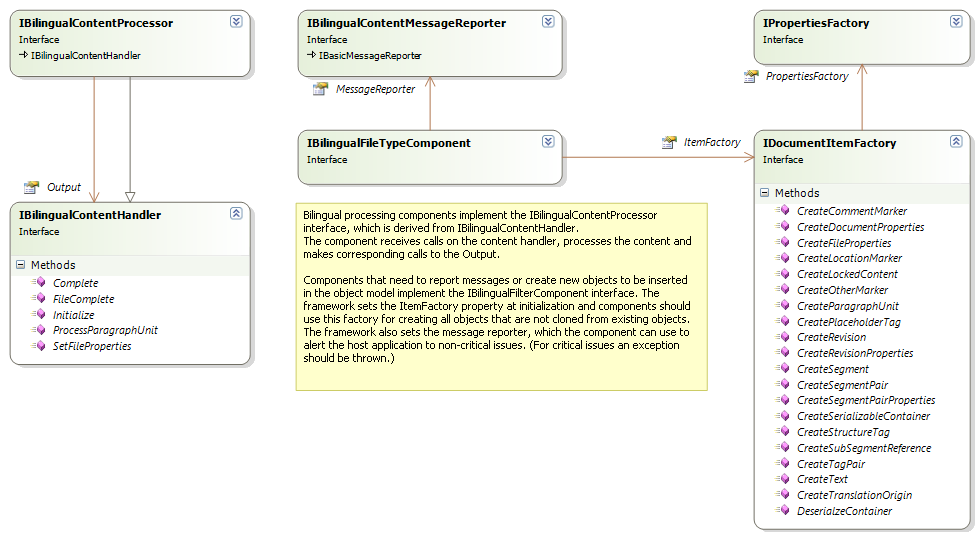 IBilingualContentProcessor
Interface
IBilingualContentHandler
Output
IBilingualContentHandler
Interface
Methods
Complete
FileComplete
Initialize
ProcessParagraphUnit
SetFileProperties
IBilingualContentMessageReporter
Interface
IBasicMessageReporter
MessageReporter
IBilingualFileTypeComponent
Interface
ItemFactory
Bilingual processing components implement the IBilingualContentProcessor
interface, which is derived from IBilingualContentHandler.
The component receives calls on the content handler, processes the content and
makes corresponding calls to the Output.
Components that need to report messages or create new objects to be inserted
in the object model implement the IBilingualFilterComponent interface. The
framework sets the ItemFactory property at initialization and components should
use this factory for creating all objects that are not cloned from existing objects.
The framework also sets the message reporter, which the component can use to
alert the host application to non-critical issues. (For critical issues an exception
should be thrown.)
IPropertiesFactory
Interface
PropertiesFactory
IDocumentItemFactory
Interface
Methods
CreateCommentMarker
CreateDocumentProperties
CreateFileProperties
CreateLocationMarker
CreateLockedContent
CreateOtherMarker
CreateParagraphUnit
CreatePlaceholderTag
CreateRevision
CreateRevisionProperties
CreateSegment
CreateSegmentPair
CreateSegmentPairProperties
CreateSerializableContainer
CreateStructureTag
CreateSubSegmentReference
CreateTagPair
CreateText
CreateTranslationOrigin
DeserialzeContainer